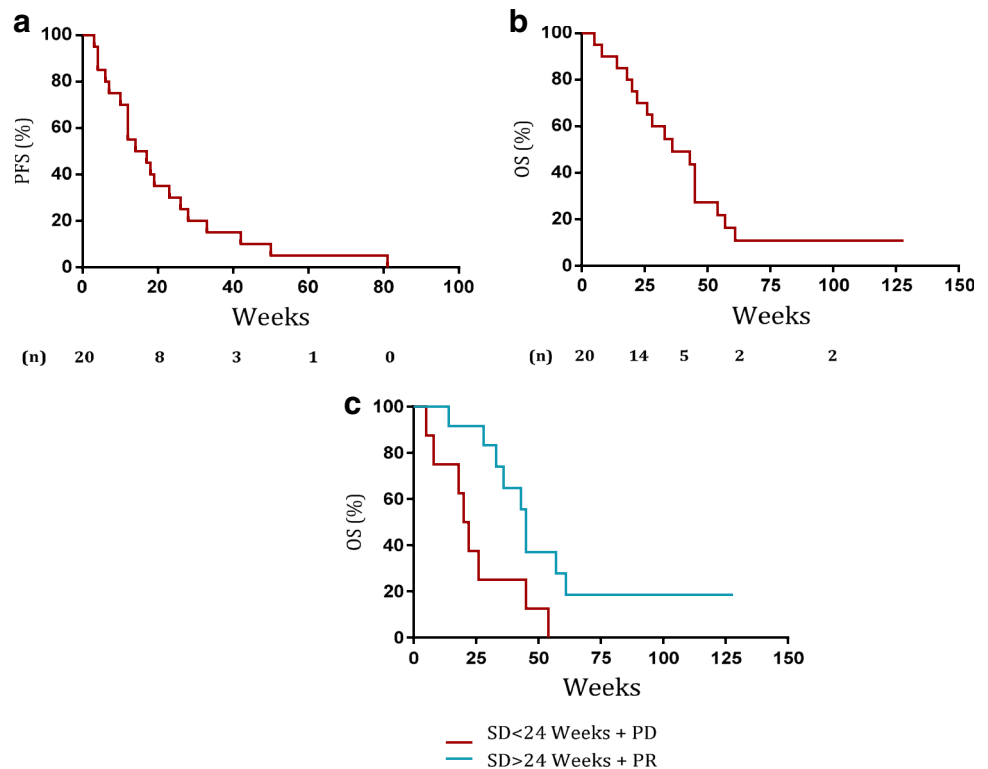 a
100
80
60
40
20
0
PFS (%)
0 20 40 60 80 100
Weeks
(n) 20 8 3 1 0
b
100
80
60
40
20
0
OS (%)
0 25 50 75 100 125 150
Weeks
(n) 20 14 5 2 2
c
100
80
60
40
20
0
OS (%)
0 25 50 75 100 125 150
Weeks
SD<24 Weeks + PD
SD>24 Weeks + PR